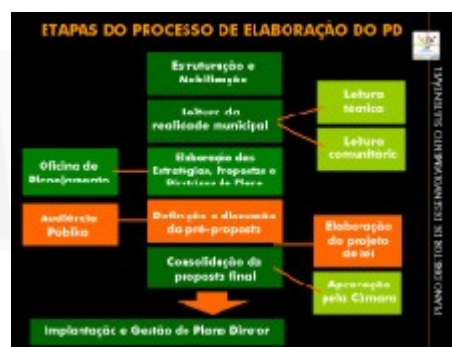 ETAPAS DO PROCESSO DE ELABORAÇÃO DO PD
Estruturação e
Mobilização
Leitura da
realidade municipal
Leitura
técnica
Leitura
comunitária
Oficina de
Planejamento
Elaboração das
Estratégias, Propostas e
Diretrizes do Plano
Audiência
Pública
Definição e discussão
da pré-proposta
Elaboração
do projeto
de lei
Consolidação da
proposta final
Aprovação
pela Câmara
Implantação e Gestão do Plano Diretor
PLANO DIRETOR DE DESENVOLVIMENTO SUSTENTÁVEL